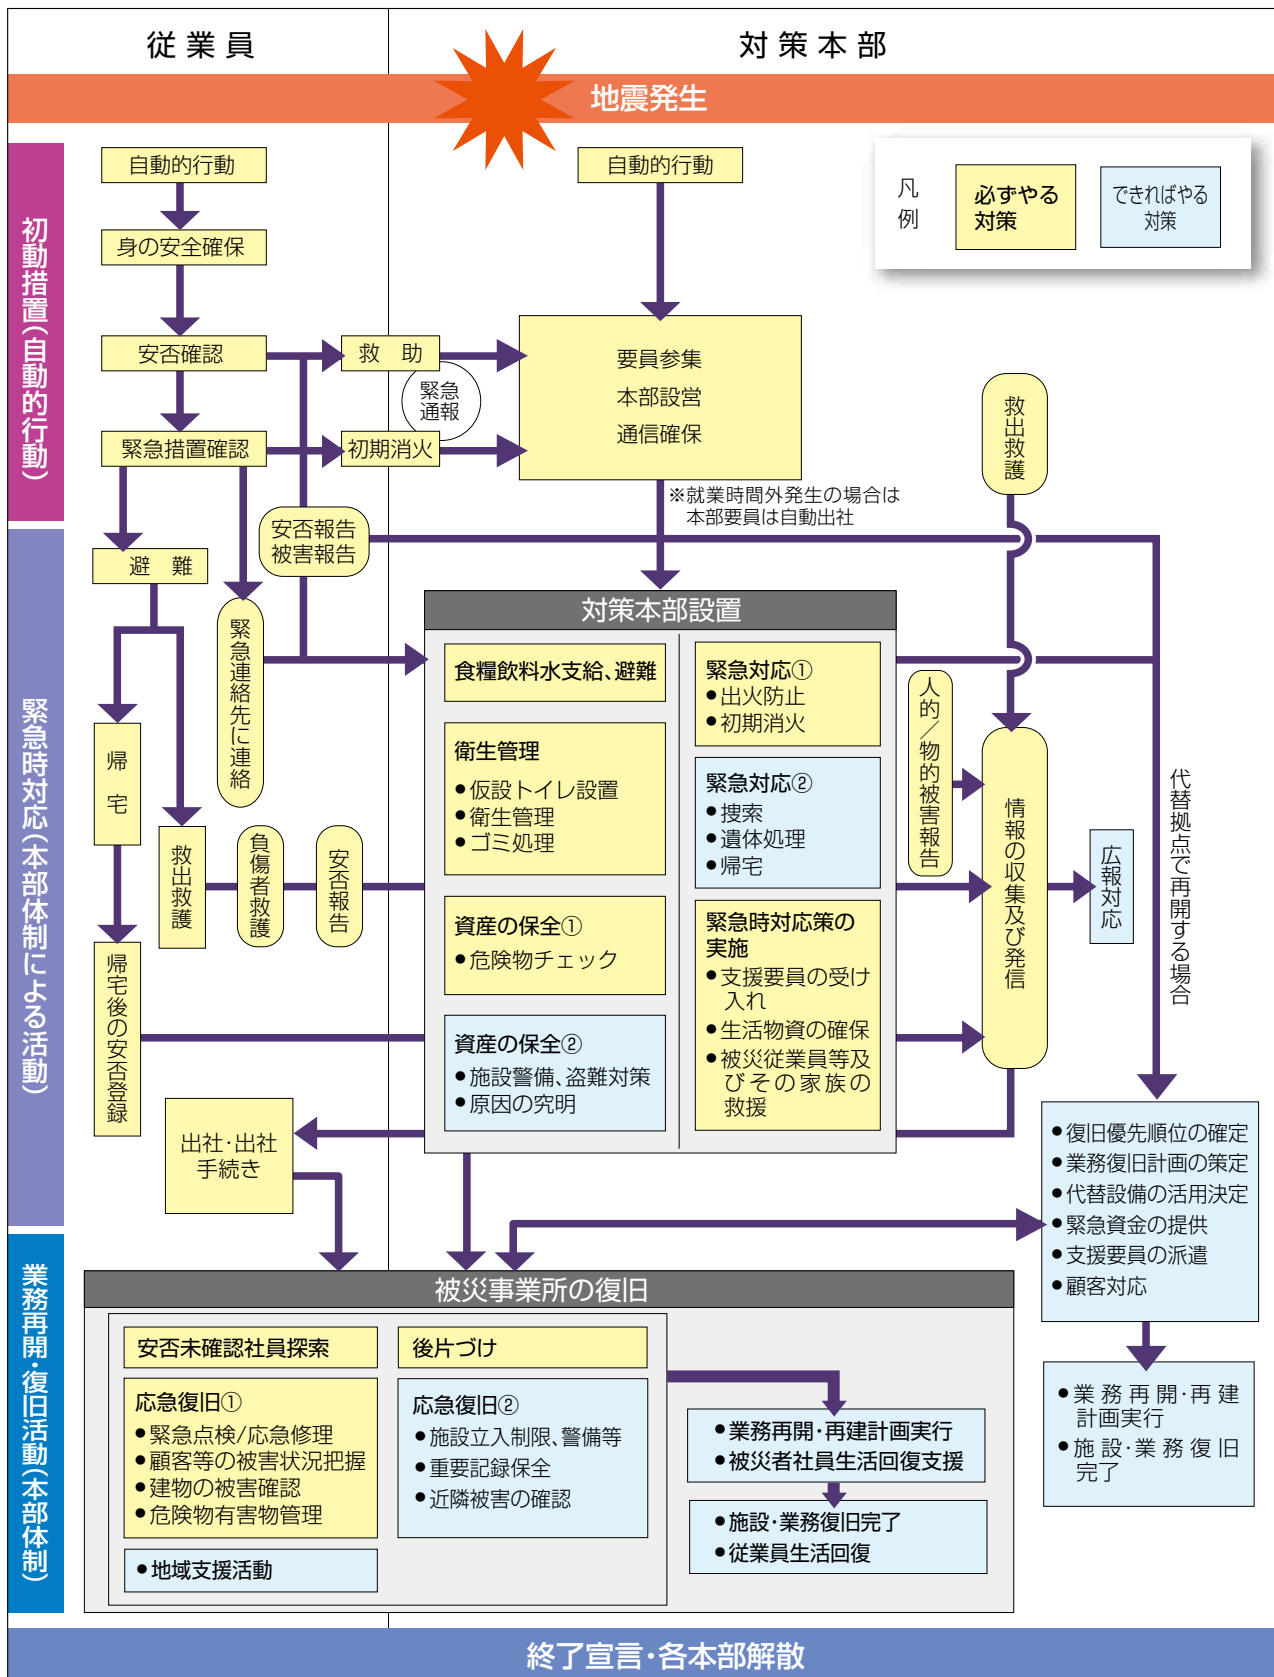 従業員
対策本部
地震発生
初動措置(自動的行動)
自動的行動
身の安全確保
安否確認
緊急措置確認
救　助
緊急
通報
初期消火
自動的行動
要員参集
本部設営
通信確保
※就業時間外発生の場合は
本部要員は自動出社
凡
例
必ずやる
対策
できればやる
対策
救出救護
緊急時対応(本部体制による活動)
避　難
安否報告
被害報告
緊急連絡先に連絡
帰　宅
救出救護
負傷者救護
安否報告
帰宅後の安否登録
出社･出社
手続き
対策本部設置
食糧飲料水支給、避難
衛生管理
●仮設トイレ設置
●衛生管理
●ゴミ処理
資産の保全①
●危険物チェック
資産の保全②
●施設警備、盗難対策
●原因の究明
緊急対応①
●出火防止
●初期消火
緊急対応②
●捜索
●遺体処理
●帰宅
緊急時対応策の
実施
●支援要員の受け
入れ
●生活物資の確保
●被災従業員等及
びその家族の
救援
人的／物的被害報告
情報の収集及び発信
広報対応
代替拠点で再開する場合
●復旧優先順位の確定
●業務復旧計画の策定
●代替設備の活用決定
●緊急資金の提供
●支援要員の派遣
●顧客対応
●業務再開･再建
計画実行
●施設･業務復旧
完了
業務再開･復旧活動(本部体制)
被災事業所の復旧
安否未確認社員探索
応急復旧①
●緊急点検/応急修理
●顧客等の被害状況把握
●建物の被害確認
●危険物有害物管理
●地域支援活動
後片づけ
応急復旧②
●施設立入制限、警備等
●重要記録保全
●近隣被害の確認
●業務再開･再建計画実行
●被災者社員生活回復支援
●施設･業務復旧完了
●従業員生活回復
終了宣言･各本部解散